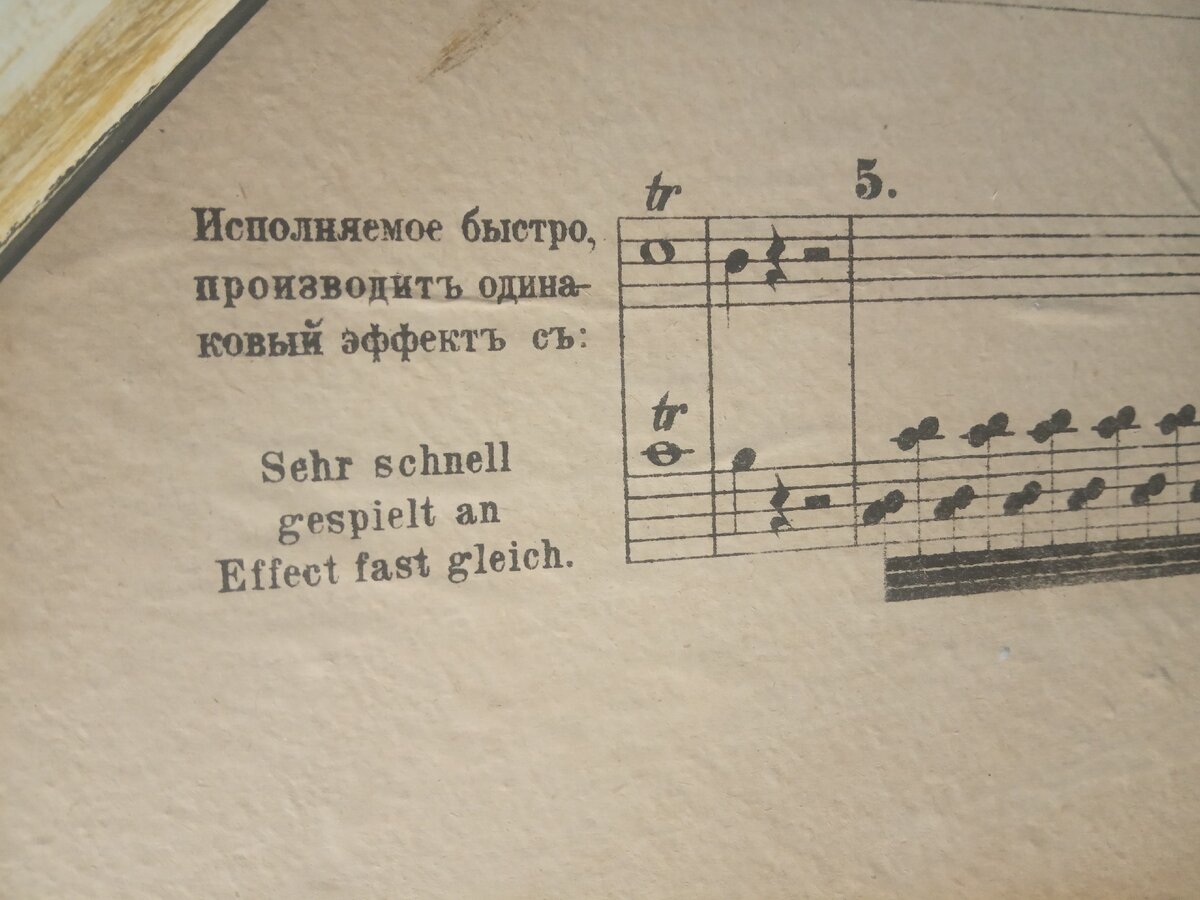 Исполняемое быстро,
производитъ одина-
ковый эффектъ съ:
Sehr schnell
gespielt an
Effect fast gleich.
tr
5.
tr